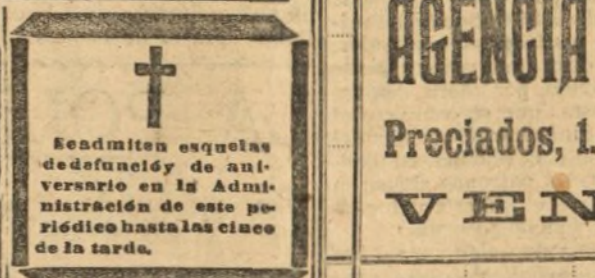 Seadmiten esquelas
dedefunción y de ani-
versario en la Admi-
nistración de este pe-
riódico hasta las cinco
de la tarde.
AGENCIA
Preciados, 1.
VEN